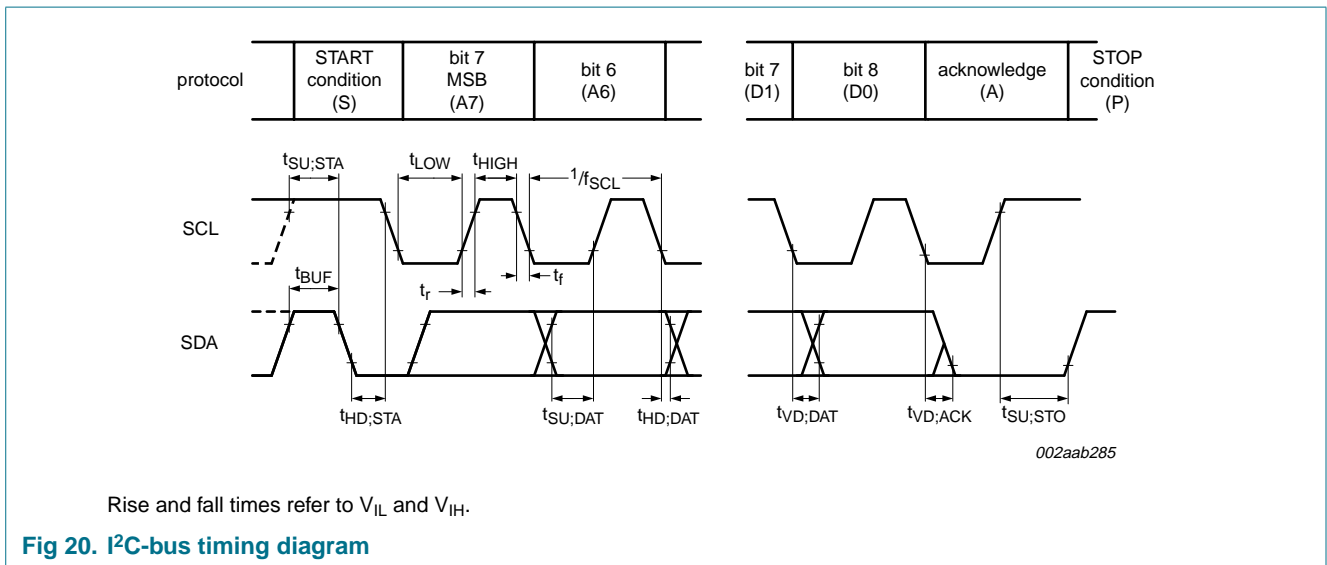 protocol
START
condition
(S)
bit 7
MSB
(A7)
bit 6
(A6)
bit 7
(D1)
bit 8
(D0)
acknowledge
(A)
STOP
condition
(P)
tSU;STA
tLOW
tHIGH
1/fSCL
SCL
tBUF
tr
tf
SDA
tHD;STA
tSU;DAT
tHD;DAT
tVD;DAT
tVD;ACK
tSU;STO
002aab285
Rise and fall times refer to VIL and VIH.
Fig 20. I2C-bus timing diagram